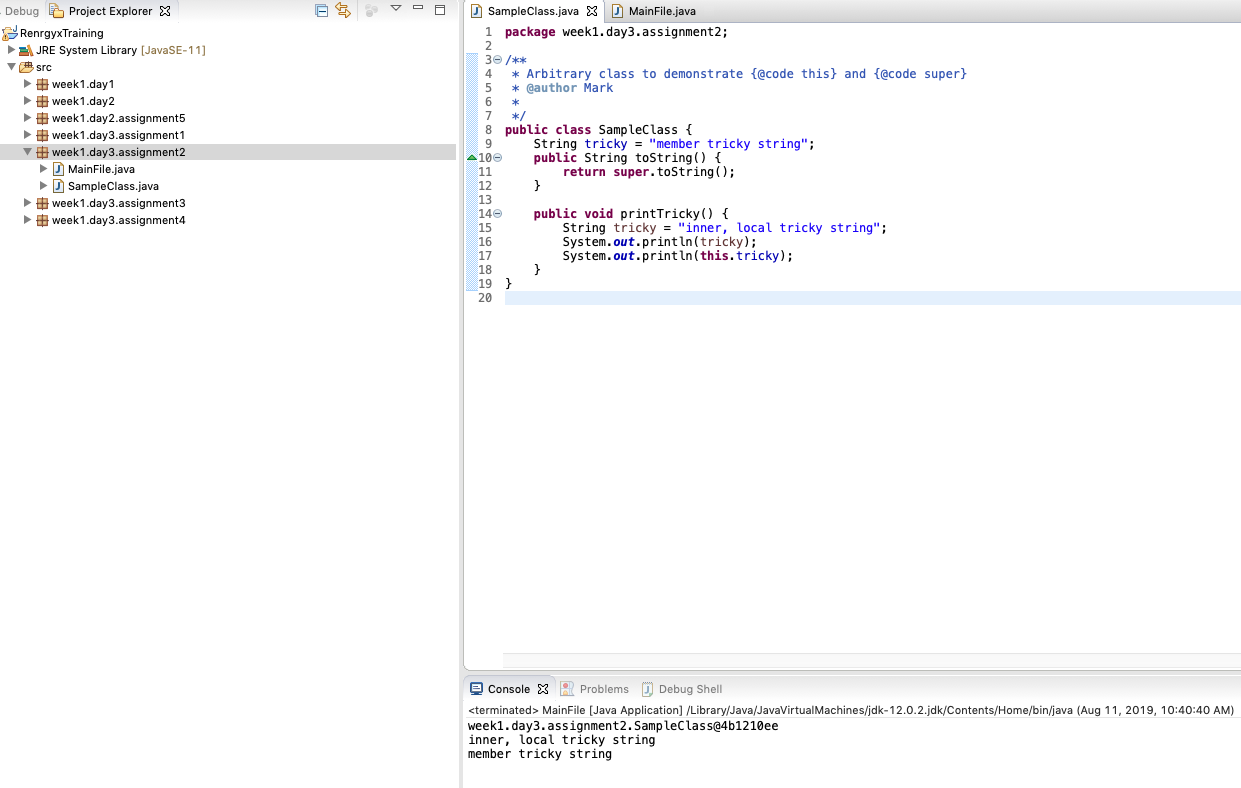 Debug Project Explorer
RenrgyxTraining
JRE System Library [JavaSE-11]
src
week1.day1
week1.day2
week1.day2.assignment5
week1.day3.assignment1
week1.day3.assignment2
MainFile.java
SampleClass.java
week1.day3.assignment3
week1.day3.assignment4
SampleClass.java MainFile.java
1 package week1.day3.assignment2;
2
3 /**
4  * Arbitrary class to demonstrate {@code this} and {@code super}
5  * @author Mark
6  *
7  */
8 public class SampleClass {
9     String tricky = "member tricky string";
10     public String toString() {
11         return super.toString();
12     }
13
14     public void printTricky() {
15         String tricky = "inner, local tricky string";
16         System.out.println(tricky);
17         System.out.println(this.tricky);
18     }
19 }
20
Console Problems Debug Shell
<terminated> MainFile [Java Application] /Library/Java/JavaVirtualMachines/jdk-12.0.2.jdk/Contents/Home/bin/java (Aug 11, 2019, 10:40:40 AM)
week1.day3.assignment2.SampleClass@4b1210ee
inner, local tricky string
member tricky string